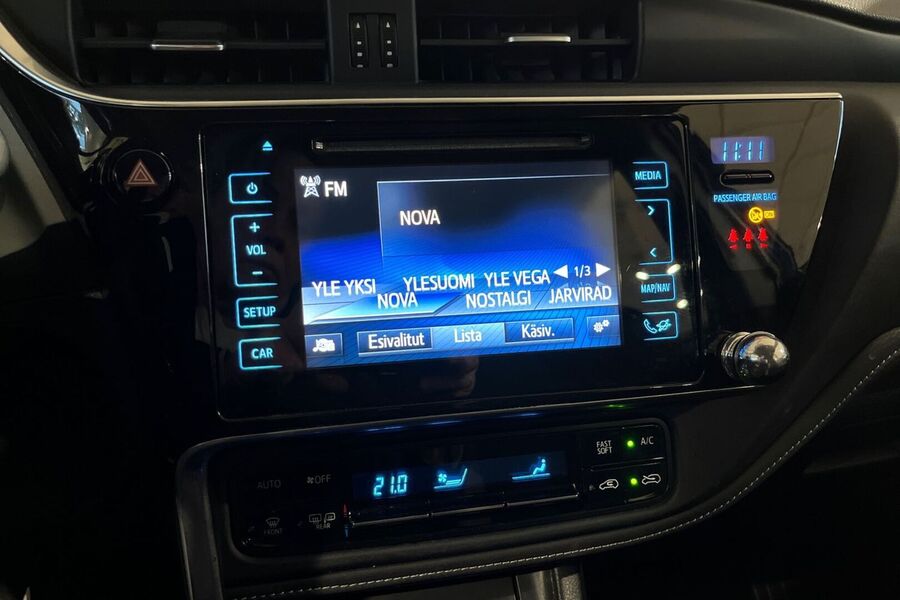 FM
NOVA
1/3
YLE YKSI YLESUOMI YLE VEGA
NOVA NOSTALGI JÄRVIRAD
Esivalitut Lista Käsiv.
+
VOL
-
SETUP
CAR
MEDIA
MAP/NAV
11:11
PASSENGER AIR BAG
AUTO OFF
FRONT REAR
21.0
FAST
SOFT
A/C